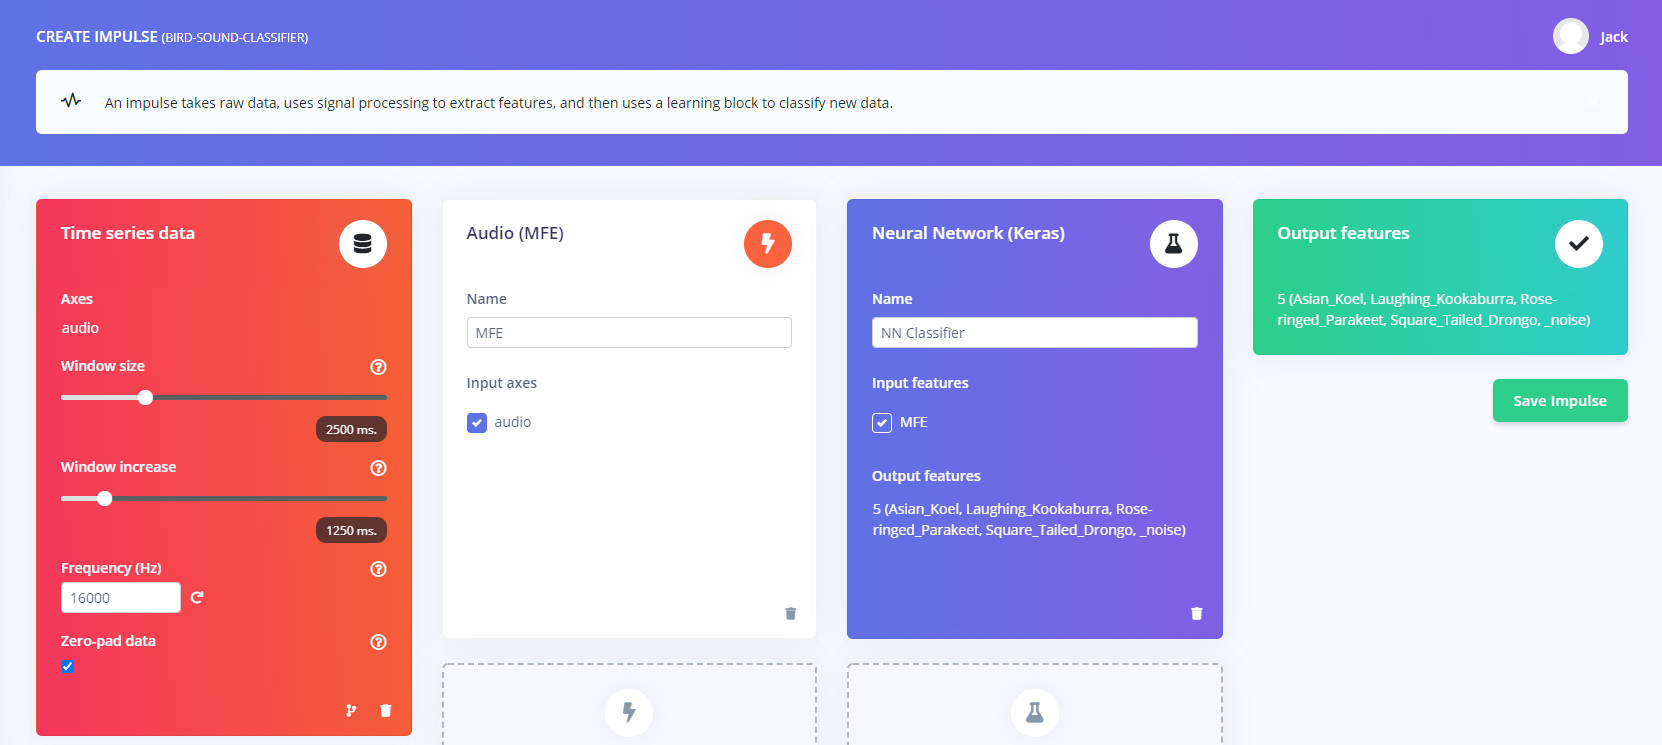 CREATE IMPULSE (BIRD-SOUND-CLASSIFIER)
Jack
An impulse takes raw data, uses signal processing to extract features, and then uses a learning block to classify new data.
Time series data
Axes
audio
Window size
2500 ms.
Window increase
1250 ms.
Frequency (Hz)
16000
Zero-pad data
Audio (MFE)
Name
MFE
Input axes
audio
Neural Network (Keras)
Name
NN Classifier
Input features
MFE
Output features
5 (Asian_Koel, Laughing_Kookaburra, Rose-
ringed_Parakeet, Square_Tailed_Drongo, _noise)
Output features
5 (Asian_Koel, Laughing_Kookaburra, Rose-
ringed_Parakeet, Square_Tailed_Drongo, _noise)
Save Impulse